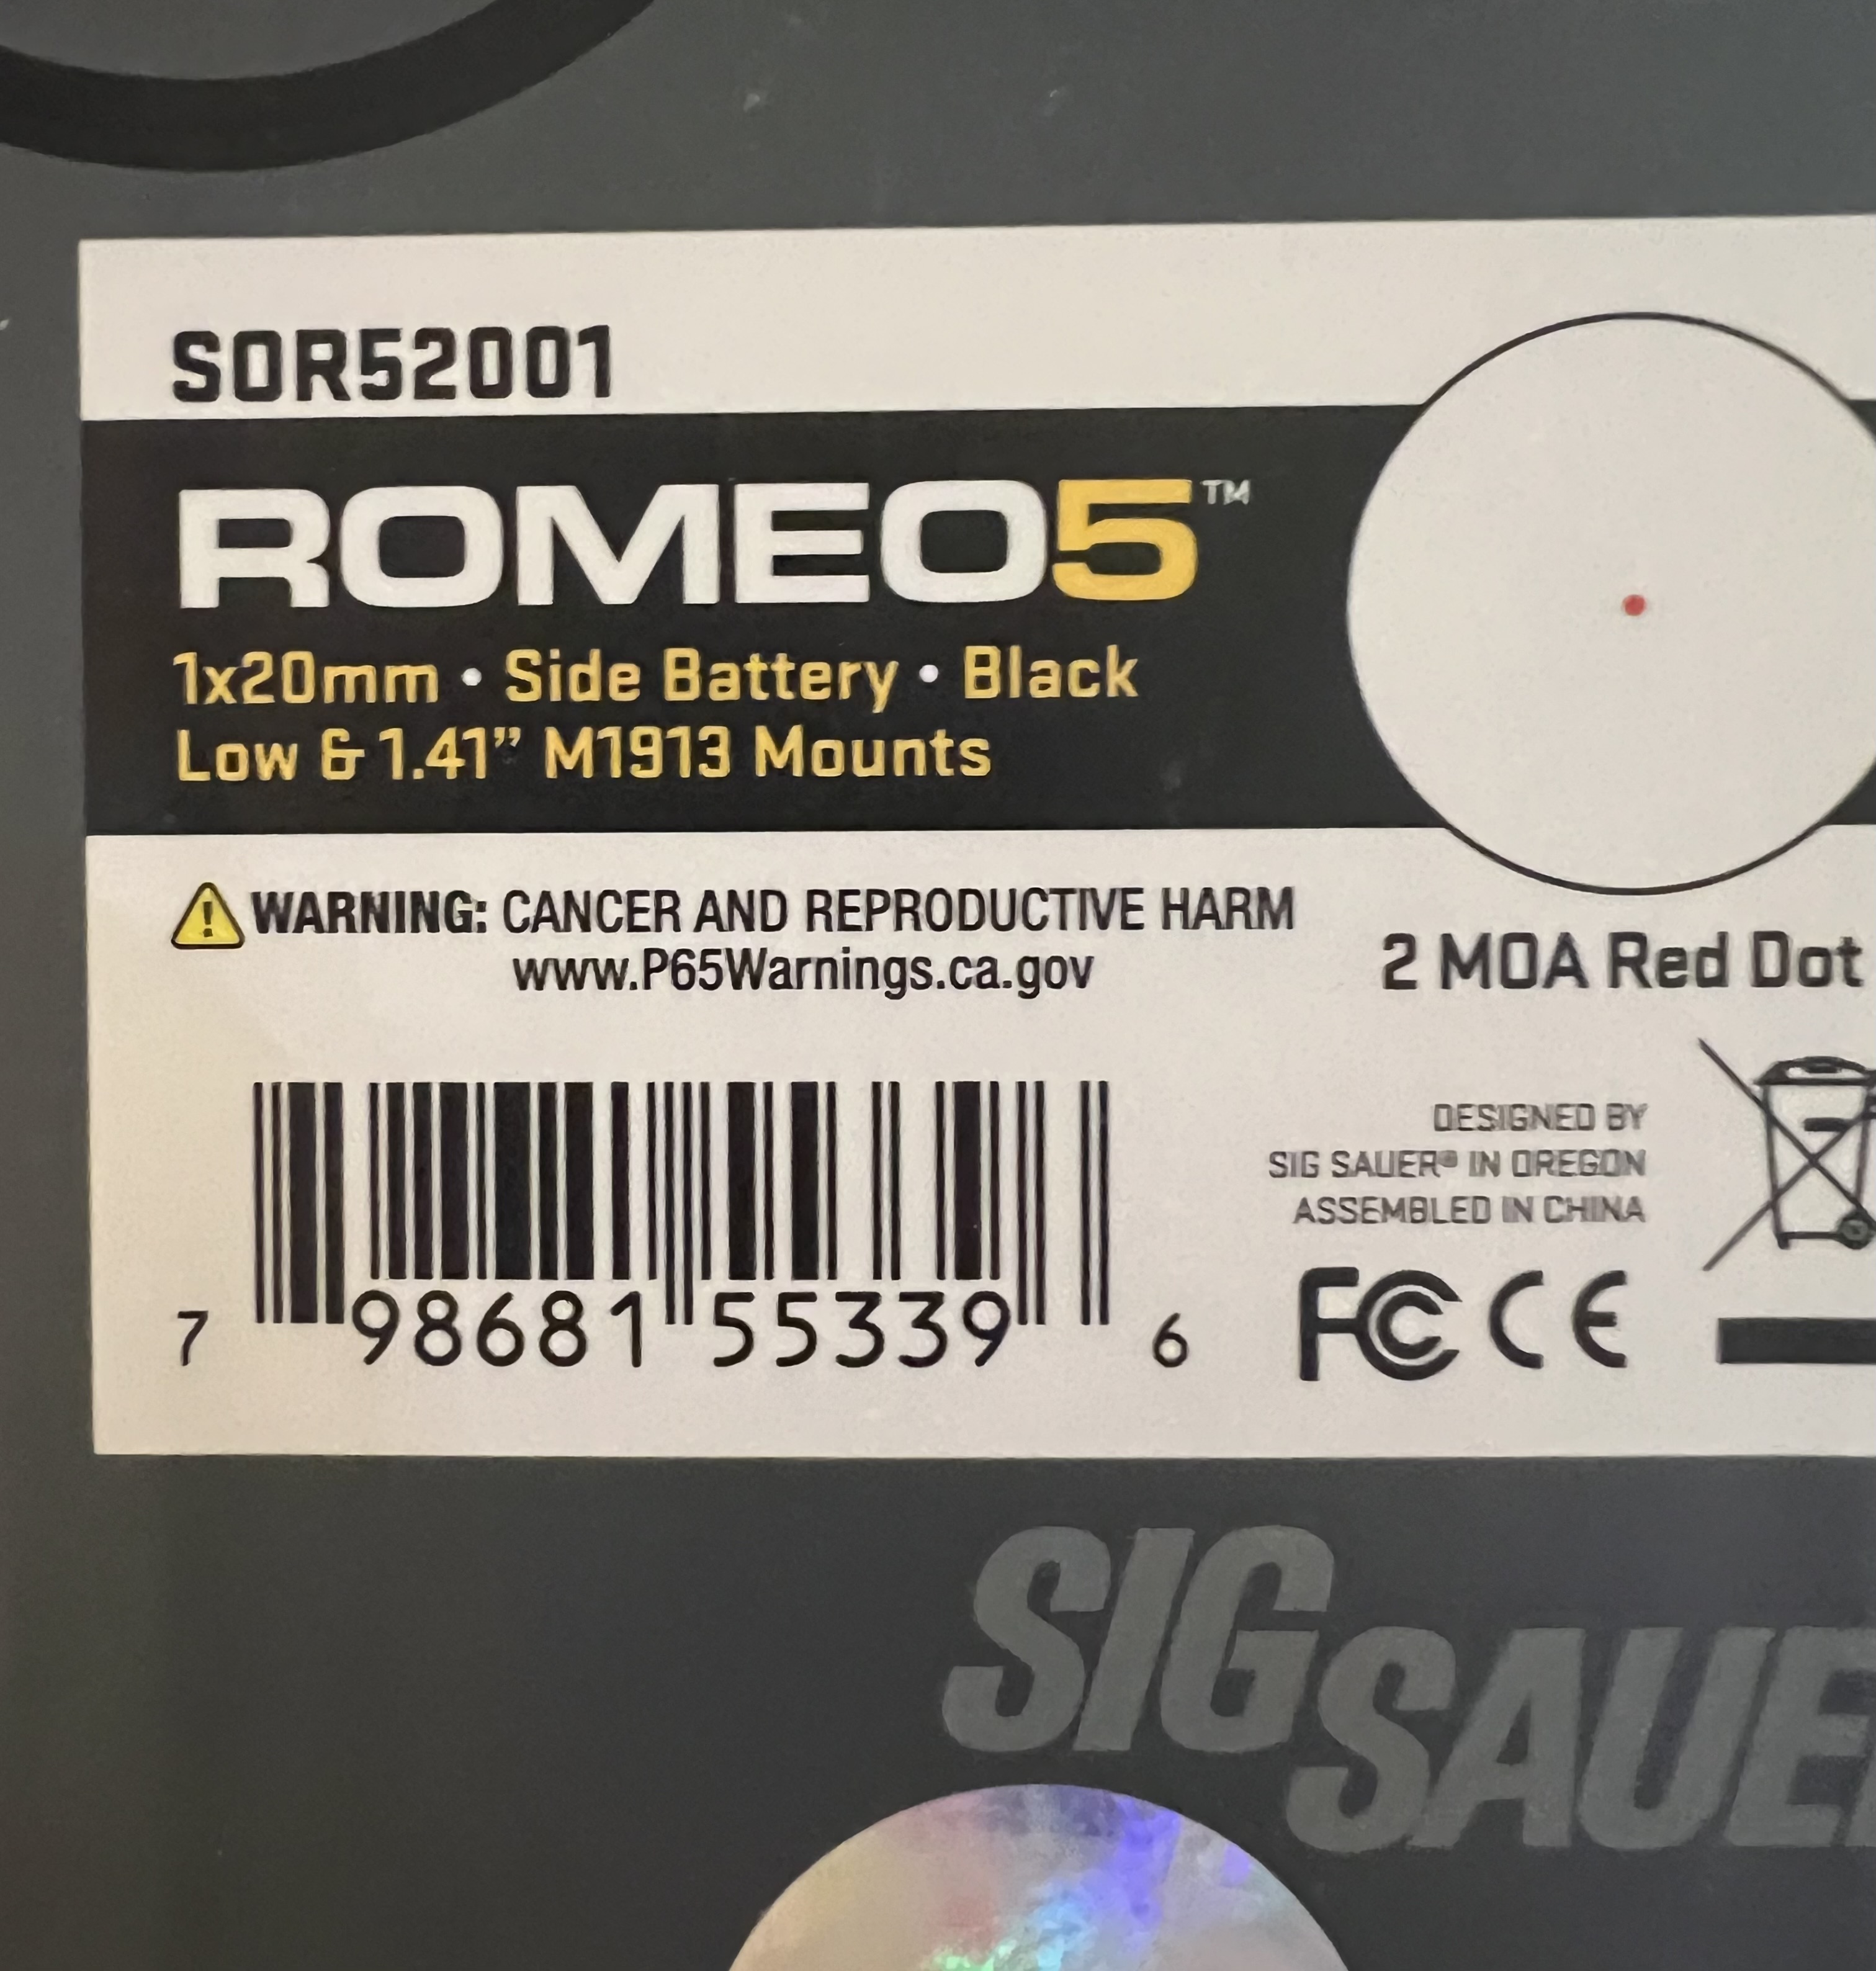 SOR52001
ROMEO5™
1x20mm • Side Battery • Black
Low & 1.41” M1913 Mounts
WARNING: CANCER AND REPRODUCTIVE HARM
www.P65Warnings.ca.gov
2 MOA Red Dot
DESIGNED BY
SIG SAUER® IN OREGON
ASSEMBLED IN CHINA
7 98681 55339 6
FC CE
SIG
SAUER